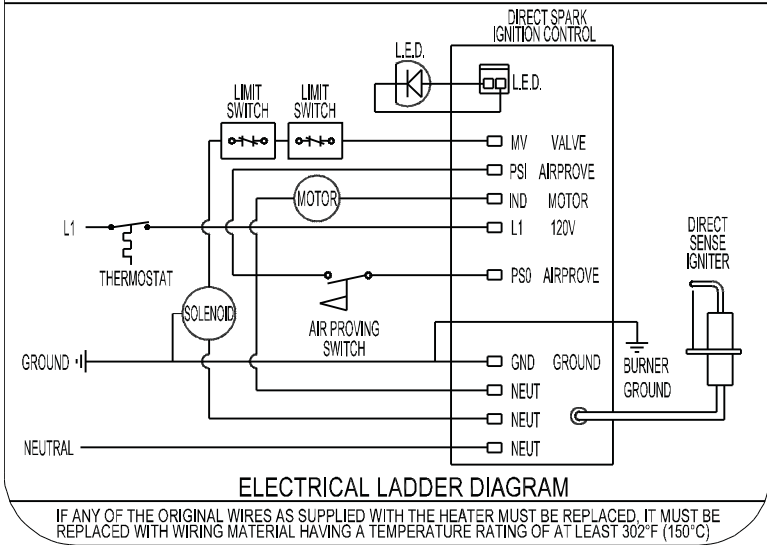 DIRECT SPARK
IGNITION CONTROL
L.E.D.
L.E.D.
LIMIT
SWITCH
LIMIT
SWITCH
MV VALVE
PSI AIRPROVE
MOTOR
IND MOTOR
L1
L1 120V
THERMOSTAT
DIRECT
SENSE
IGNITER
PSO AIRPROVE
SOLENOID
AIR PROVING
SWITCH
GROUND
GND GROUND
BURNER
GROUND
NEUT
NEUT
NEUTRAL
NEUT
ELECTRICAL LADDER DIAGRAM
IF ANY OF THE ORIGINAL WIRES AS SUPPLIED WITH THE HEATER MUST BE REPLACED, IT MUST BE
REPLACED WITH WIRING MATERIAL HAVING A TEMPERATURE RATING OF AT LEAST 302°F (150°C)